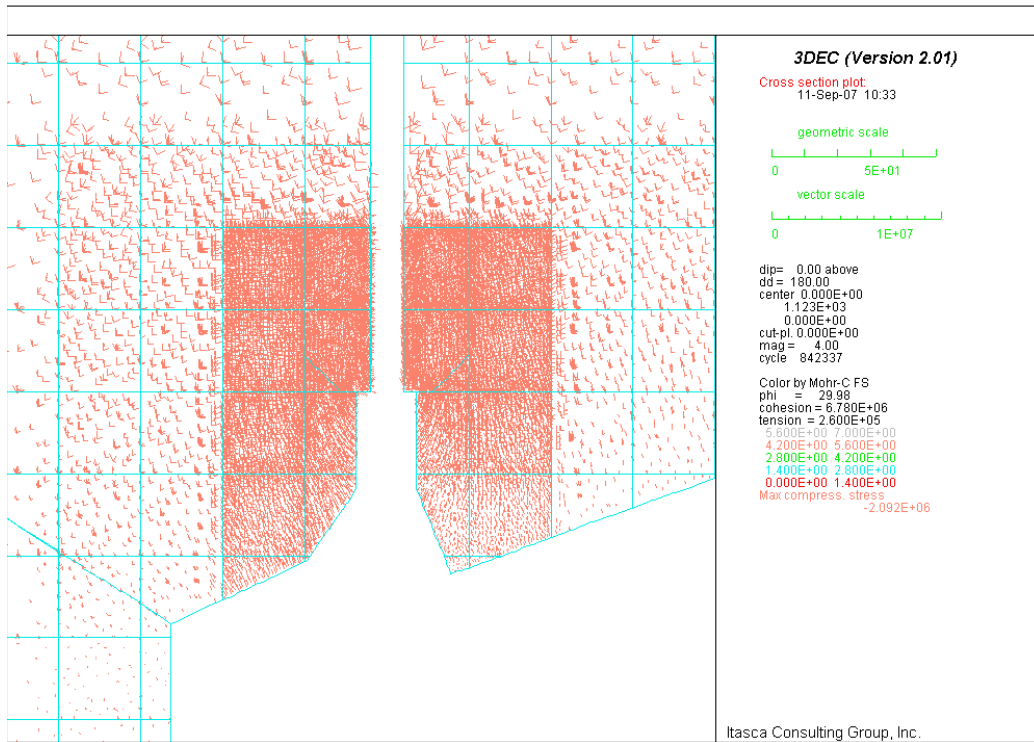 3DEC (Version 2.01)
Cross section plot:
11-Sep-07 10:33
geometric scale
0 5E+01
vector scale
0 1E+07
dip= 0.00 above
dd = 180.00
center 0.000E+00
1.123E+03
0.000E+00
cut-pl. 0.000E+00
mag = 4.00
cycle 842337
Color by Mohr-C FS
phi = 29.98
cohesion = 6.780E+06
tension = 2.600E+05
5.600E+00 7.000E+00
4.200E+00 5.600E+00
2.800E+00 4.200E+00
1.400E+00 2.800E+00
0.000E+00 1.400E+00
Max compress. stress
-2.092E+06
Itasca Consulting Group, Inc.